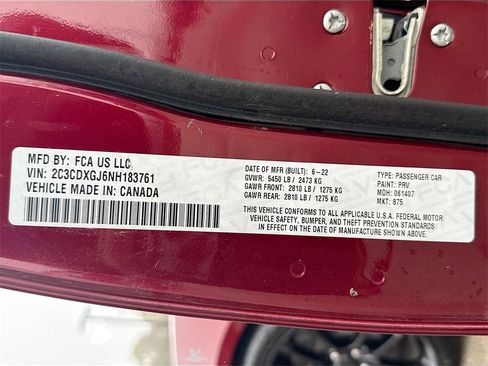 MFD BY: FCA US LLC
VIN: 2C3CDXGJ6NH183761
VEHICLE MADE IN: CANADA
DATE OF MFR (BUILT): 6-22
GVWR: 5450 LB / 2473 KG
GAWR FRONT: 2810 LB / 1275 KG
GAWR REAR: 2810 LB / 1275 KG
TYPE: PASSENGER CAR
PAINT: PRV
MDH: 061407
MKT: 875
THIS VEHICLE CONFORMS TO ALL APPLICABLE U.S.A. FEDERAL MOTOR
VEHICLE SAFETY, BUMPER, AND THEFT PREVENTION STANDARDS
IN EFFECT ON THE DATE OF MANUFACTURE SHOWN ABOVE.